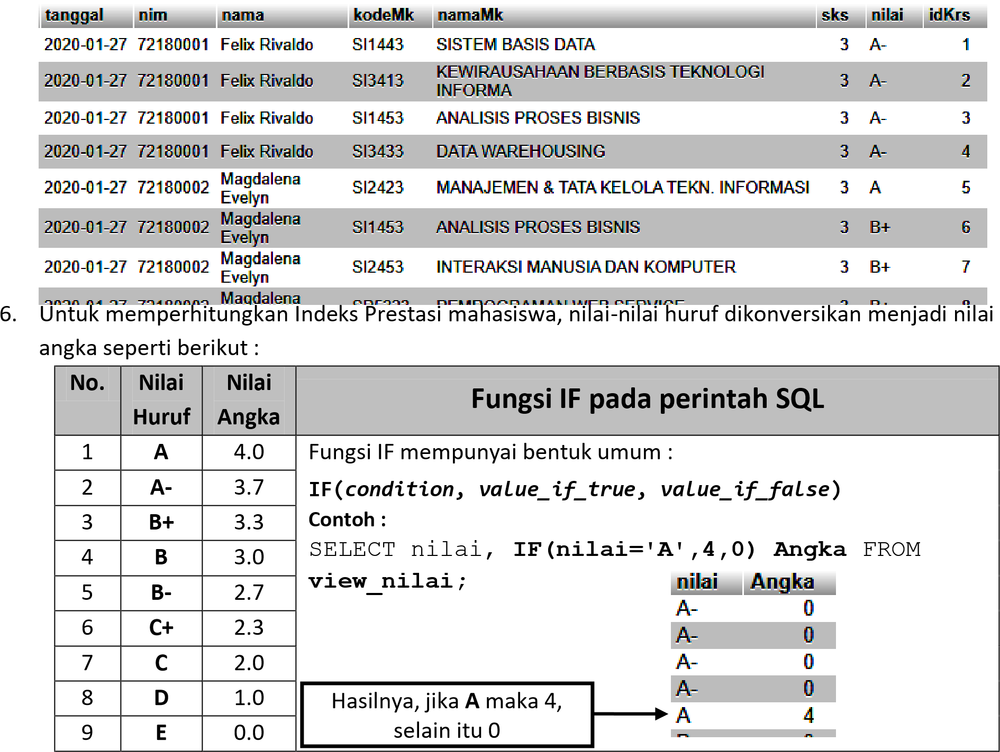 tanggal nim nama kodeMk namaMk sks nilai idKrs
2020-01-27 72180001 Felix Rivaldo SI1443 SISTEM BASIS DATA 3 A- 1
2020-01-27 72180001 Felix Rivaldo SI3413 KEWIRAUSAHAAN BERBASIS TEKNOLOGI INFORMA 3 A- 2
2020-01-27 72180001 Felix Rivaldo SI1453 ANALISIS PROSES BISNIS 3 A- 3
2020-01-27 72180001 Felix Rivaldo SI3433 DATA WAREHOUSING 3 A- 4
2020-01-27 72180002 Magdalena Evelyn SI2423 MANAJEMEN & TATA KELOLA TEKN. INFORMASI 3 A 5
2020-01-27 72180002 Magdalena Evelyn SI1453 ANALISIS PROSES BISNIS 3 B+ 6
2020-01-27 72180002 Magdalena Evelyn SI2453 INTERAKSI MANUSIA DAN KOMPUTER 3 B+ 7
Magdalena
6. Untuk memperhitungkan Indeks Prestasi mahasiswa, nilai-nilai huruf dikonversikan menjadi nilai
angka seperti berikut :
No. Nilai Huruf Nilai Angka Fungsi IF pada perintah SQL
1 A 4.0
2 A- 3.7
3 B+ 3.3
4 B 3.0
5 B- 2.7
6 C+ 2.3
7 C 2.0
8 D 1.0
9 E 0.0
Fungsi IF mempunyai bentuk umum :
IF(condition, value_if_true, value_if_false)
Contoh :
SELECT nilai, IF(nilai='A',4,0) Angka FROM
view_nilai;
nilai Angka
A- 0
A- 0
A- 0
A- 0
A 4
Hasilnya, jika A maka 4,
selain itu 0